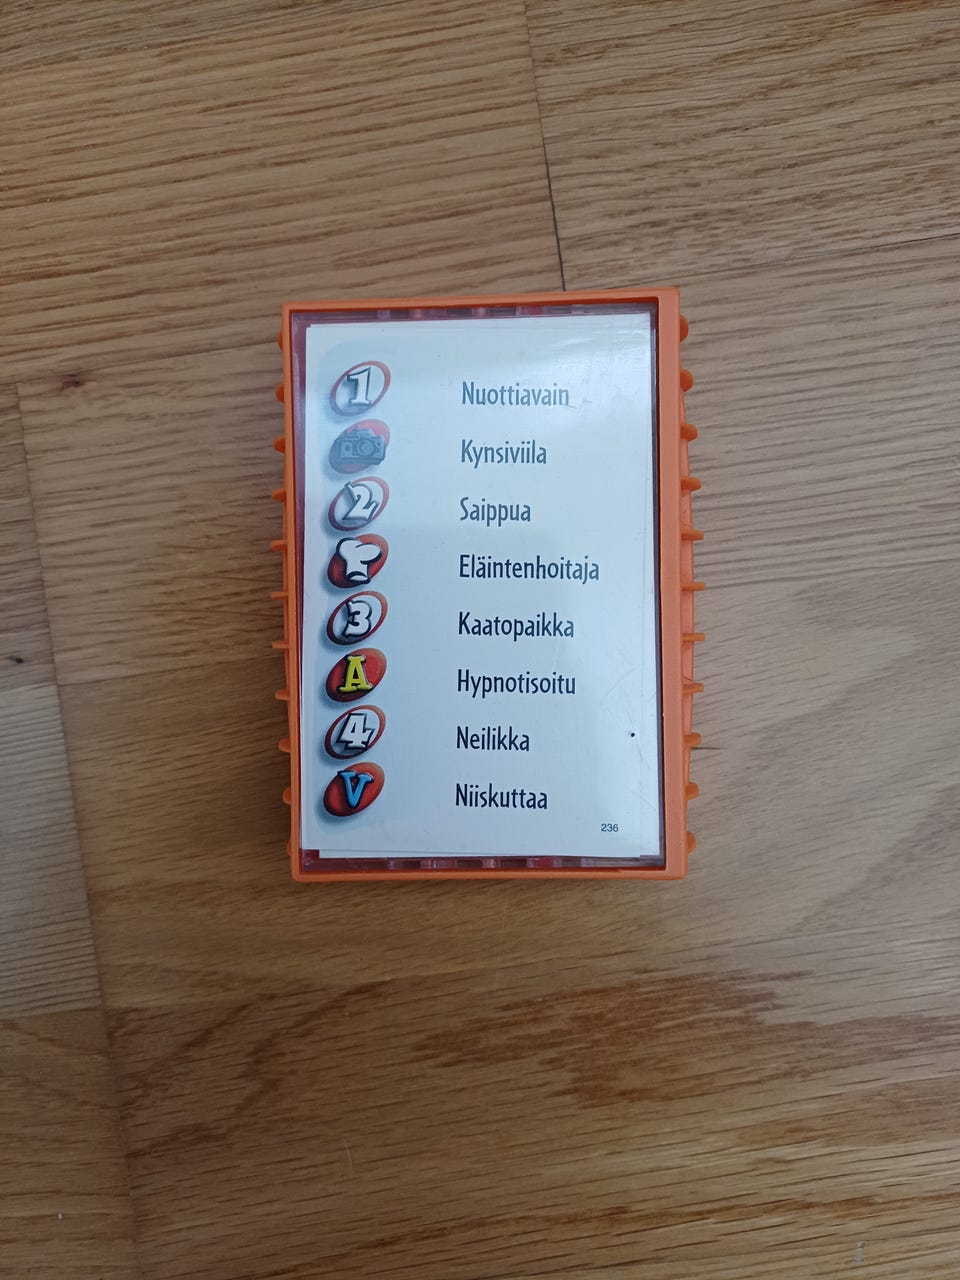 1 Nuottiavain
Kynsiviila
2 Saippua
Eläintenhoitaja
3 Kaatopaikka
A Hypnotisoitu
4 Neilikka
V Niiskuttaa
236